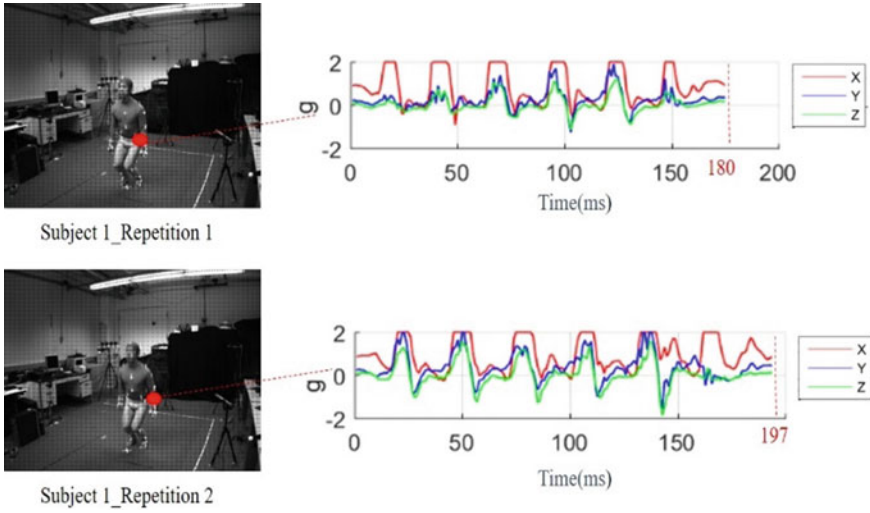 2
0
-2
g
0
50
100
150
200
180
Time(ms)
X
Y
Z
Subject 1_Repetition 1
2
0
-2
g
0
50
100
150
197
Time(ms)
X
Y
Z
Subject 1_Repetition 2